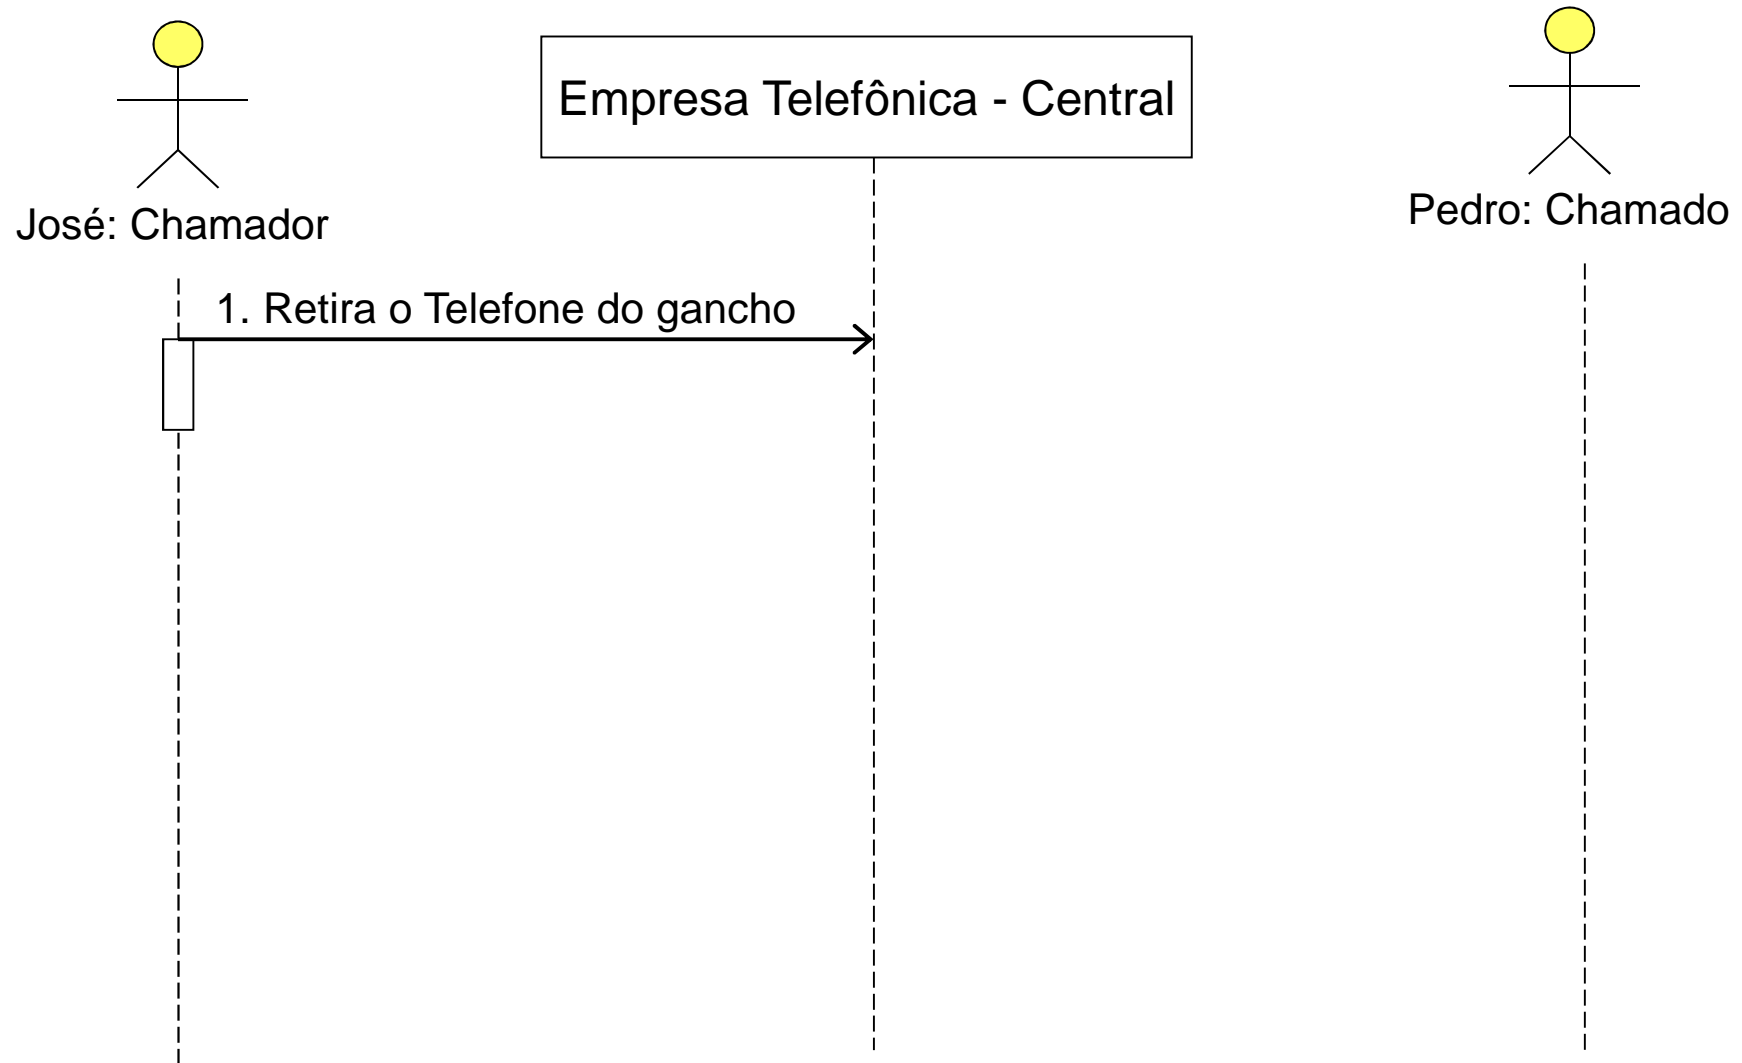 Empresa Telefônica - Central
José: Chamador
Pedro: Chamado
1. Retira o Telefone do gancho